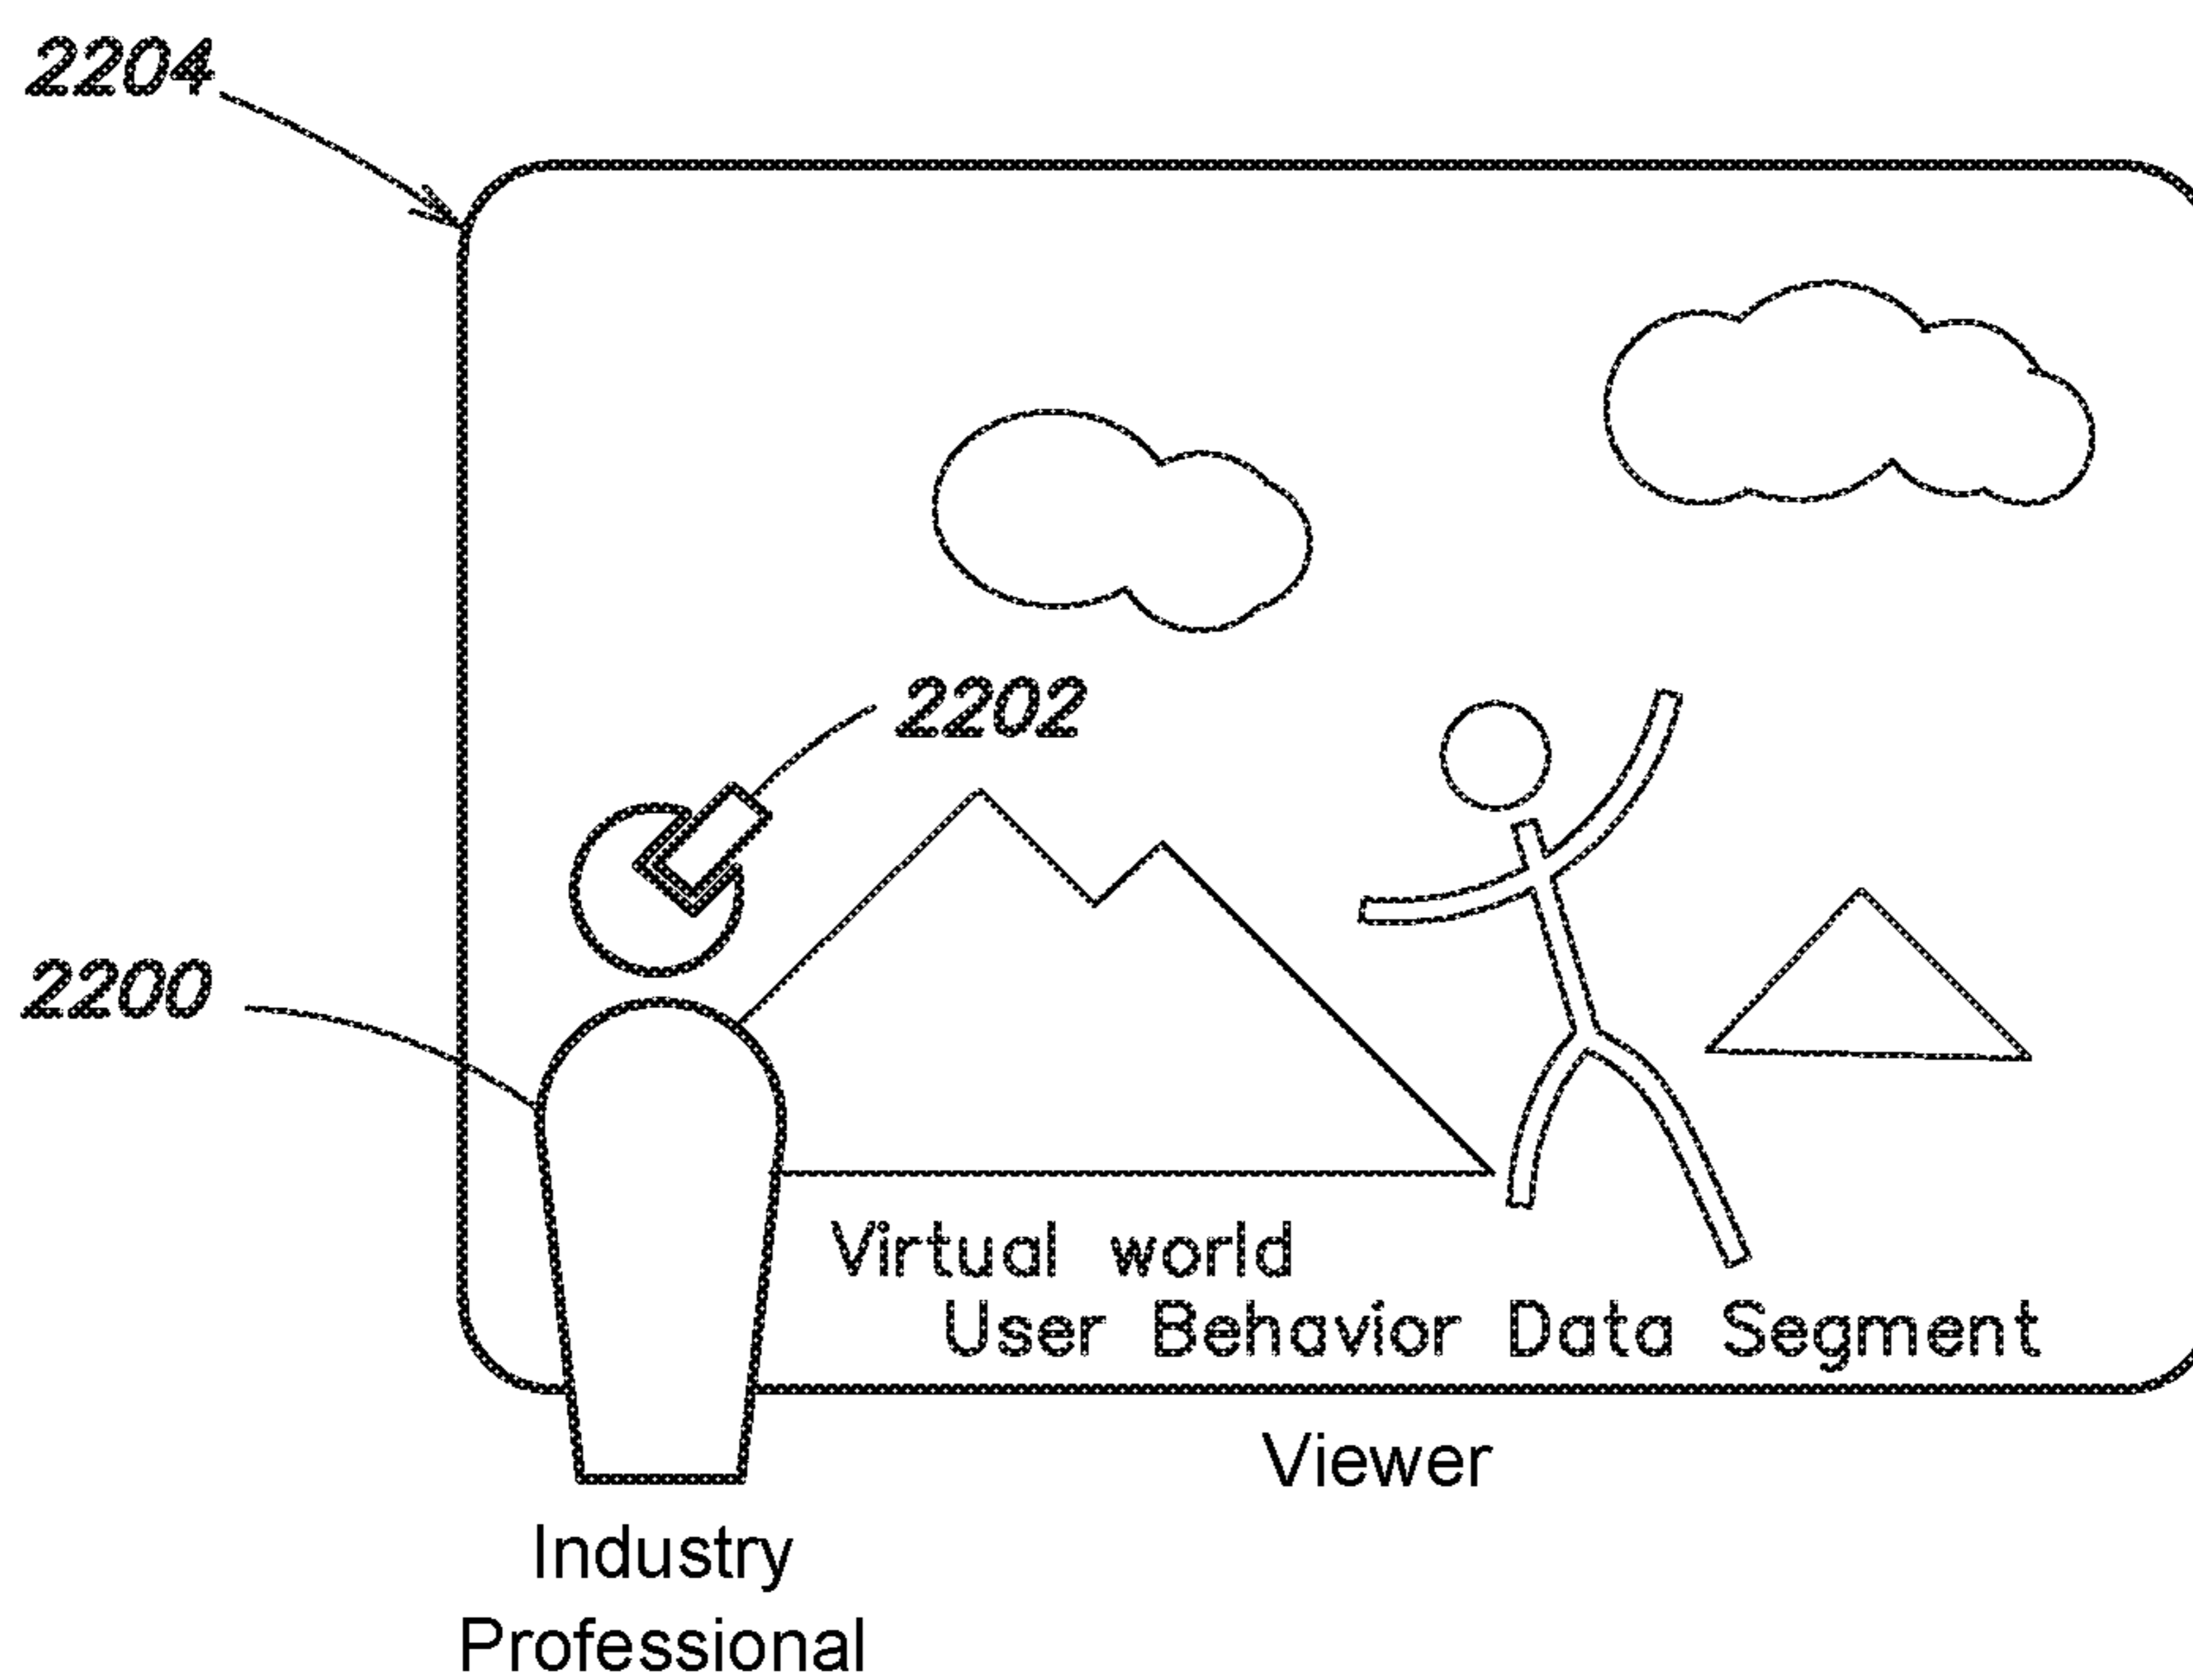 2204
2202
2200
Virtual world
User Behavior Data Segment
Viewer
Industry
Professional